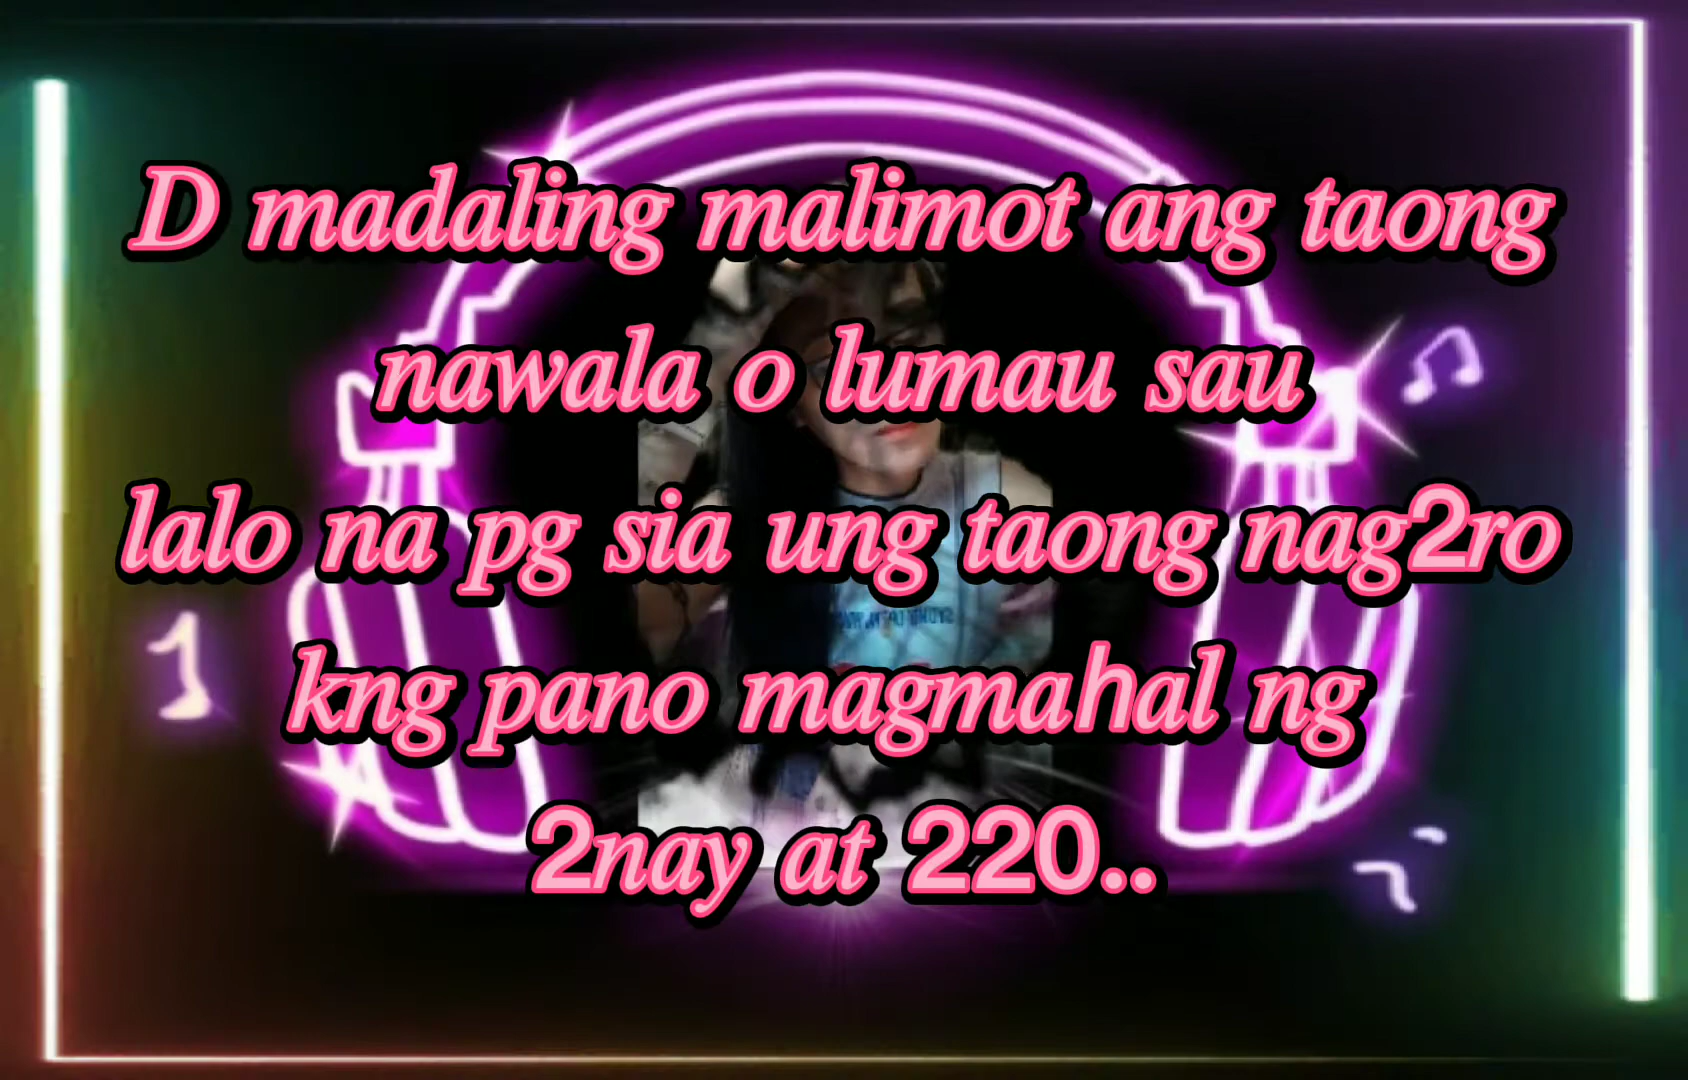 D madaling malimot ang taong
nawala o lumau sau
lalo na pg sia ung taong nag2ro
kng pano magmahal ng
2nay at 220..